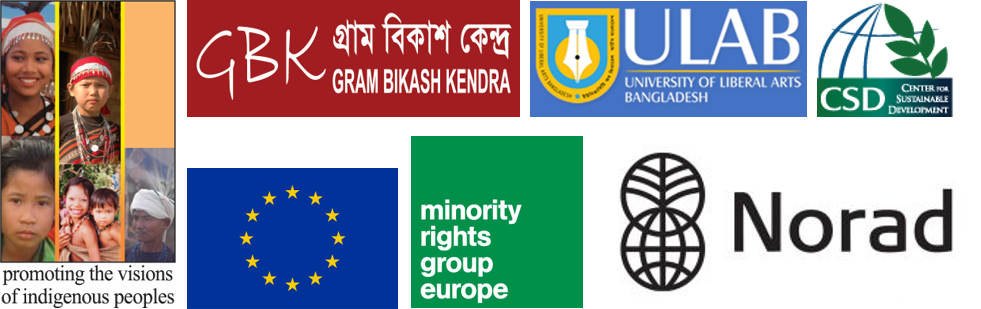 GBK
গ্রাম বিকাশ কেন্দ্র
GRAM BIKASH KENDRA
ULAB
UNIVERSITY OF LIBERAL ARTS
BANGLADESH
CSD
CENTER FOR
SUSTAINABLE
DEVELOPMENT
promoting the visions
of indigenous peoples
minority
rights
group
europe
Norad